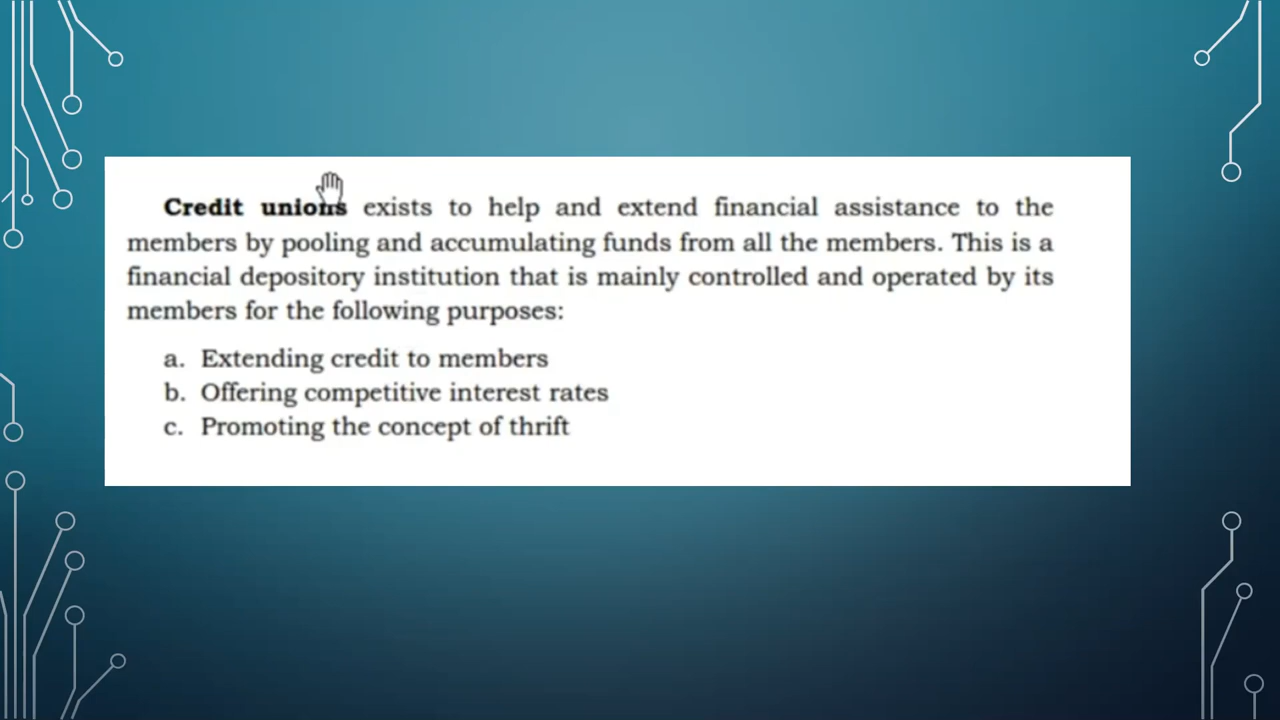 Credit unions exists to help and extend financial assistance to the
members by pooling and accumulating funds from all the members. This is a
financial depository institution that is mainly controlled and operated by its
members for the following purposes:
a. Extending credit to members
b. Offering competitive interest rates
c. Promoting the concept of thrift